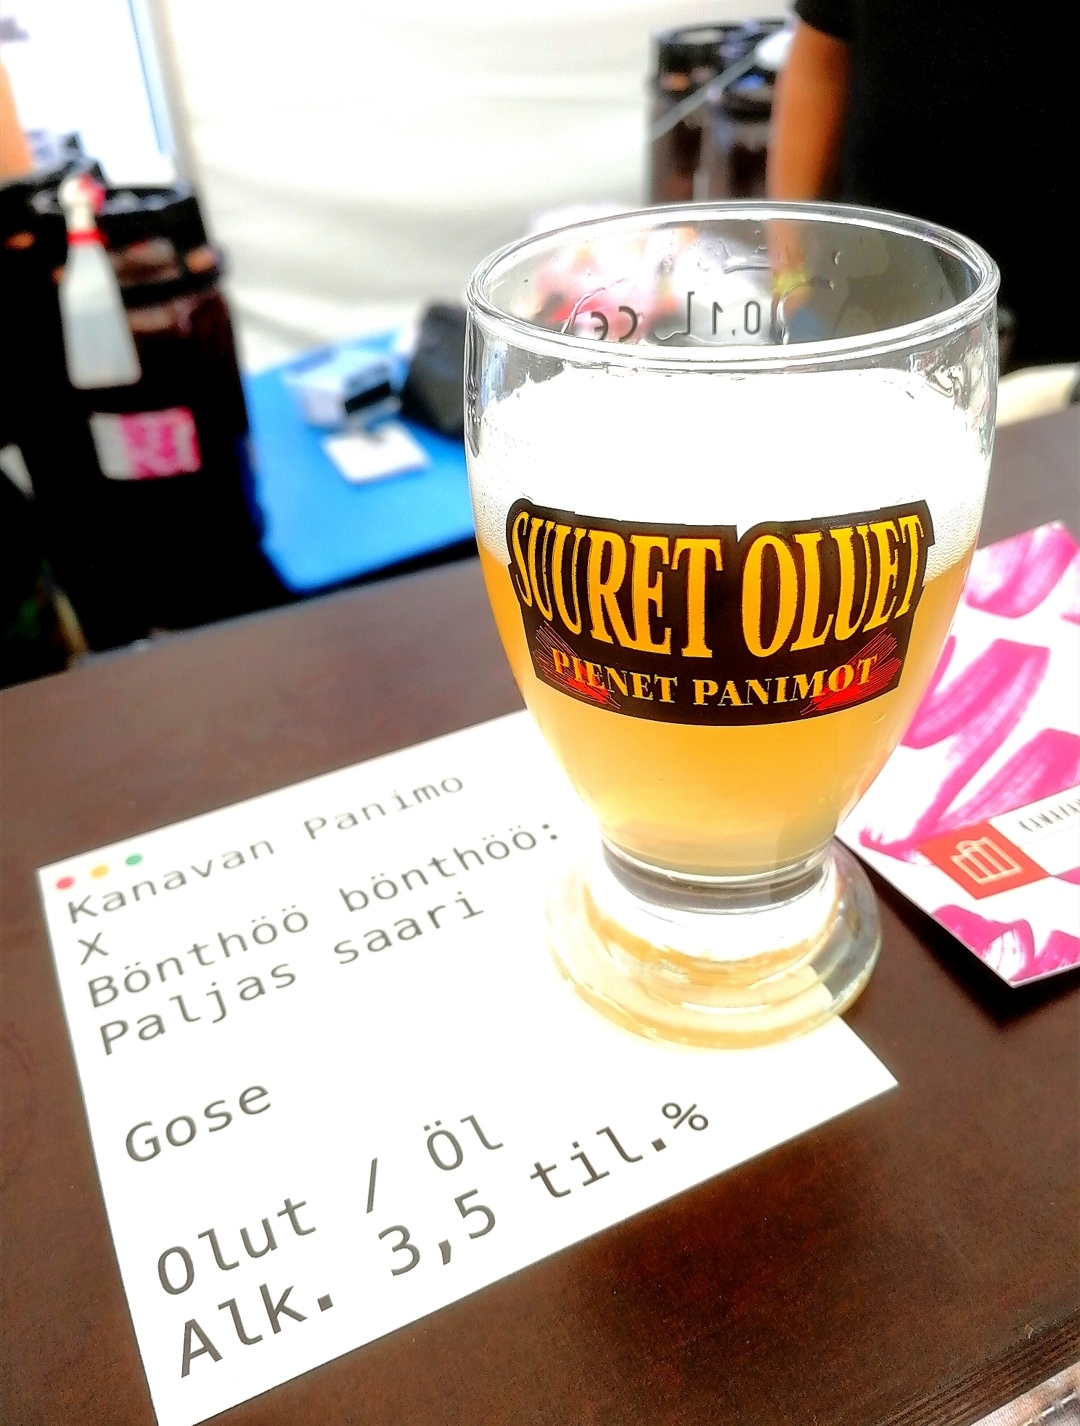 0,1l
CE
SUURET OLUET
PIENET PANIMOT
Kanavan Panimo
X
Bönthöö bönthöö:
Paljas saari
Gose
Olut / Öl
Alk. 3,5 til.%